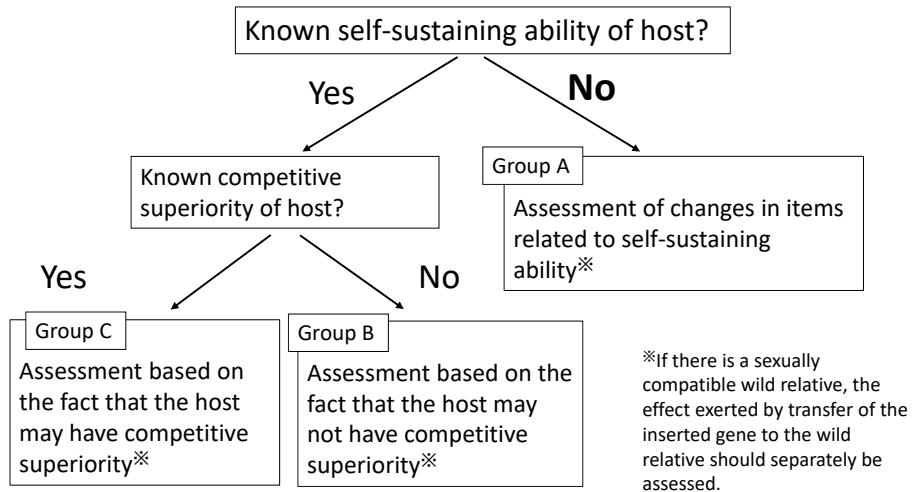 Known self-sustaining ability of host?
Yes
No
Known competitive
superiority of host?
Group A
Assessment of changes in items
related to self-sustaining
ability※
Yes
No
Group C
Assessment based on
the fact that the host
may have competitive
superiority※
Group B
Assessment based on the
fact that the host may
not have competitive
superiority※
※If there is a sexually
compatible wild relative, the
effect exerted by transfer of the
inserted gene to the wild
relative should separately be
assessed.